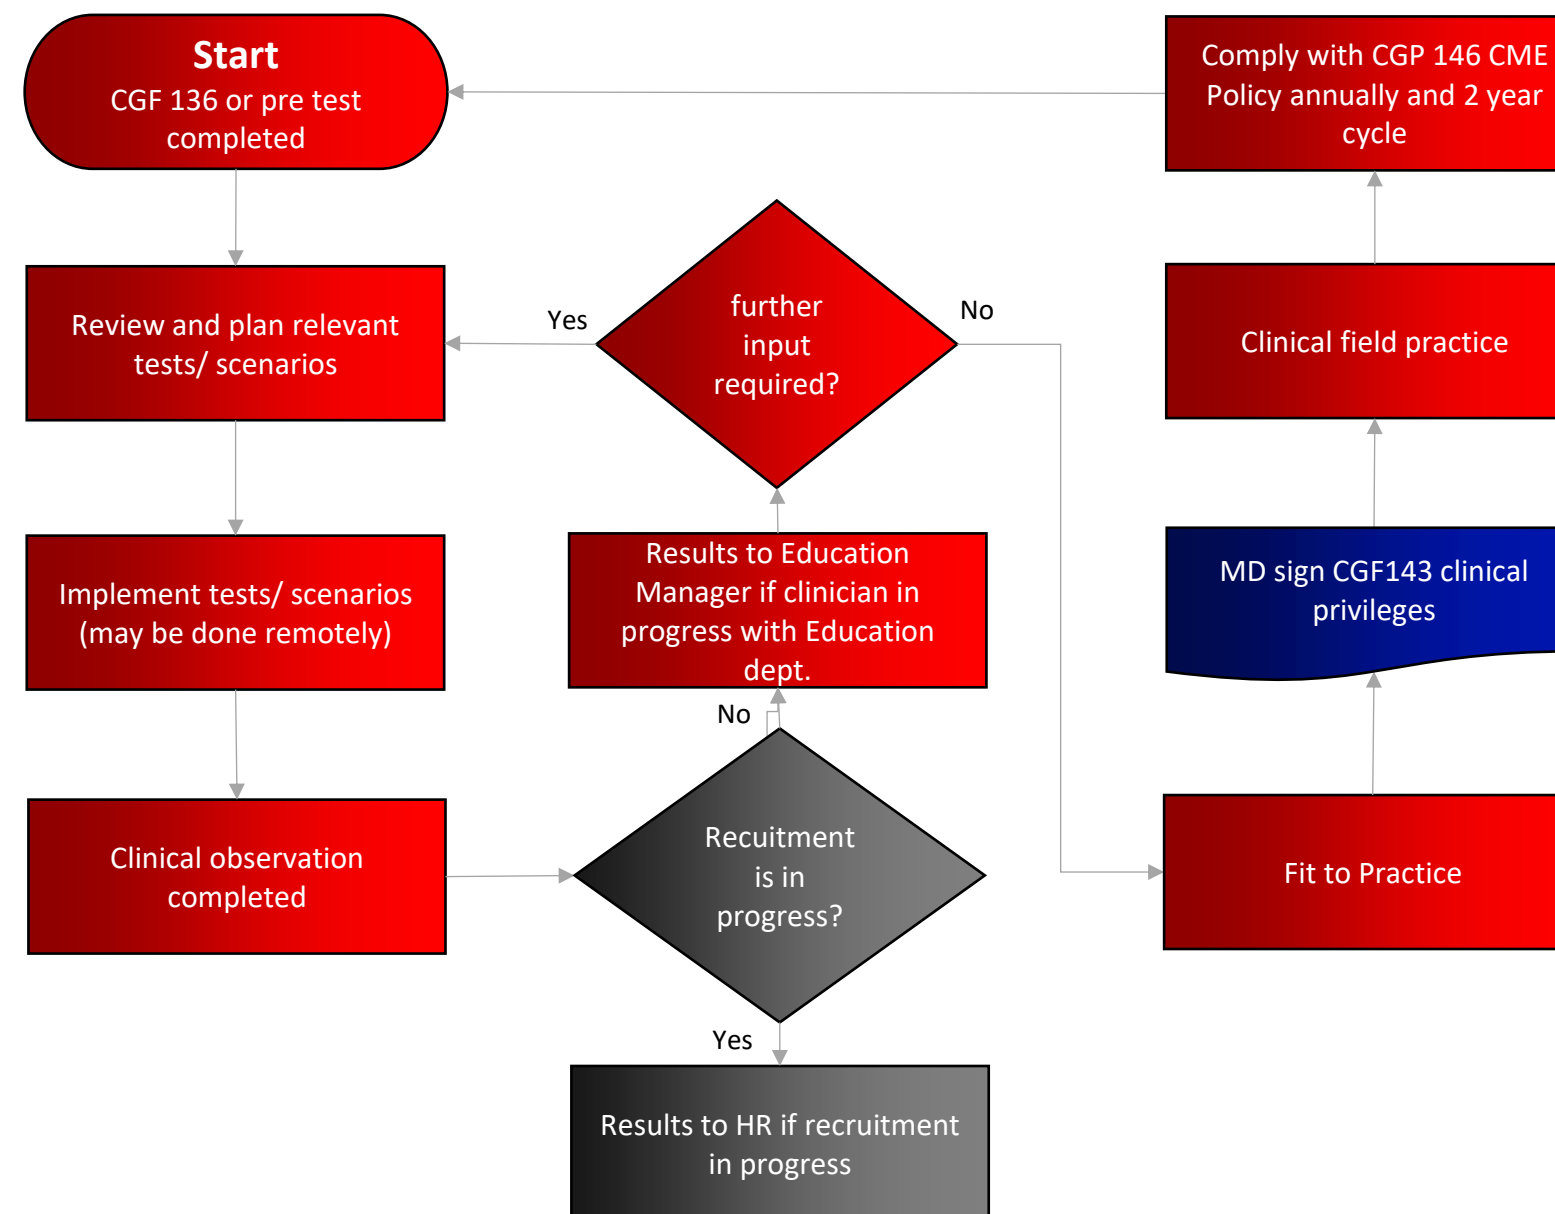 Start
CGF 136 or pre test
completed
Review and plan relevant
tests/ scenarios
Implement tests/ scenarios
(may be done remotely)
Clinical observation
completed
Yes
further
input
required?
No
Results to Education
Manager if clinician in
progress with Education
dept.
No
Recuitment
is in
progress?
Yes
Results to HR if recruitment
in progress
Comply with CGP 146 CME
Policy annually and 2 year
cycle
Clinical field practice
MD sign CGF143 clinical
privileges
Fit to Practice